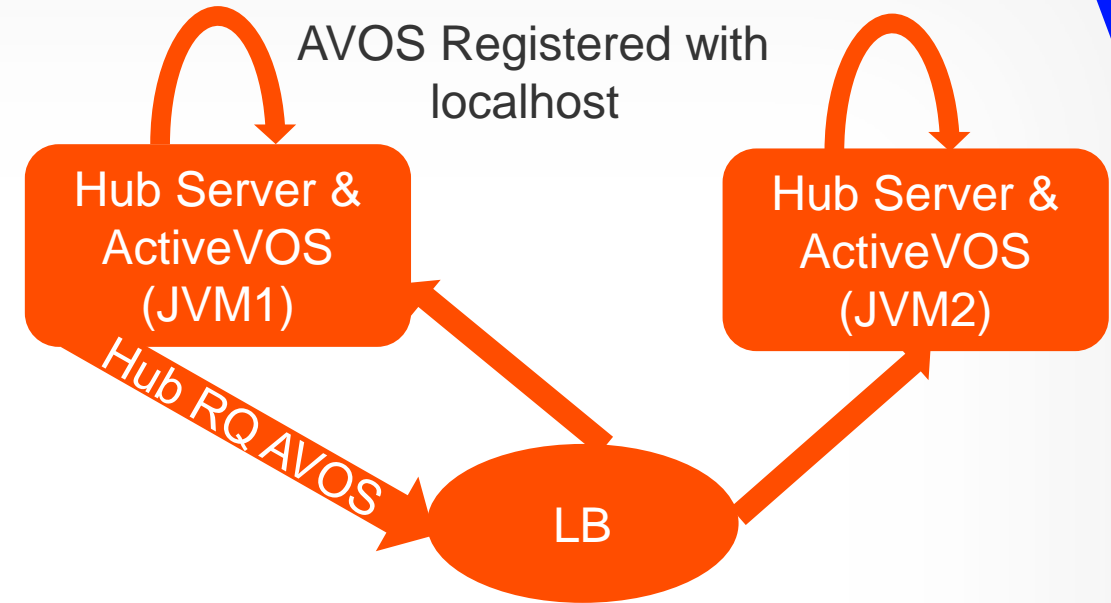 AVOS Registered with
localhost
Hub Server &
ActiveVOS
(JVM1)
Hub Server &
ActiveVOS
(JVM2)
Hub RQ AVOS
LB